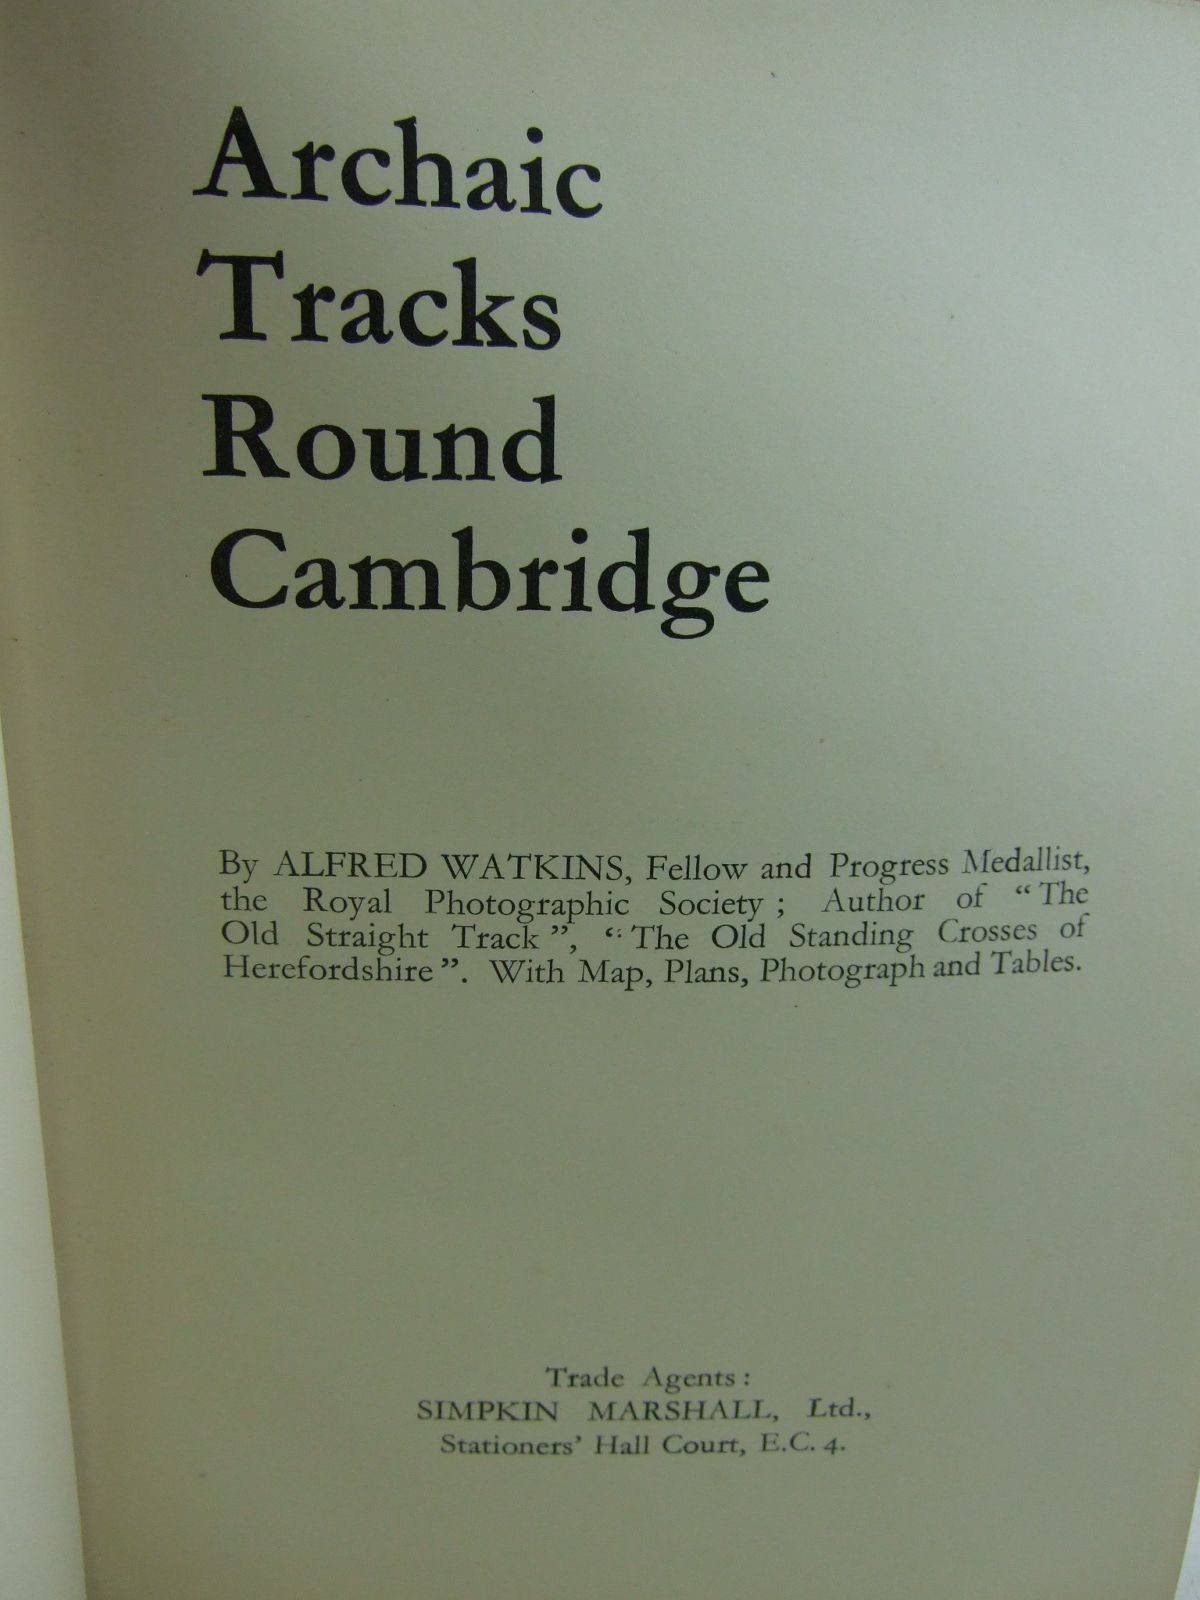 Archaic
Tracks
Round
Cambridge
By ALFRED WATKINS, Fellow and Progress Medallist,
the Royal Photographic Society ; Author of “The
Old Straight Track”, “The Old Standing Crosses of
Herefordshire”. With Map, Plans, Photograph and Tables.
Trade Agents :
SIMPKIN MARSHALL, Ltd.,
Stationers’ Hall Court, E.C. 4.